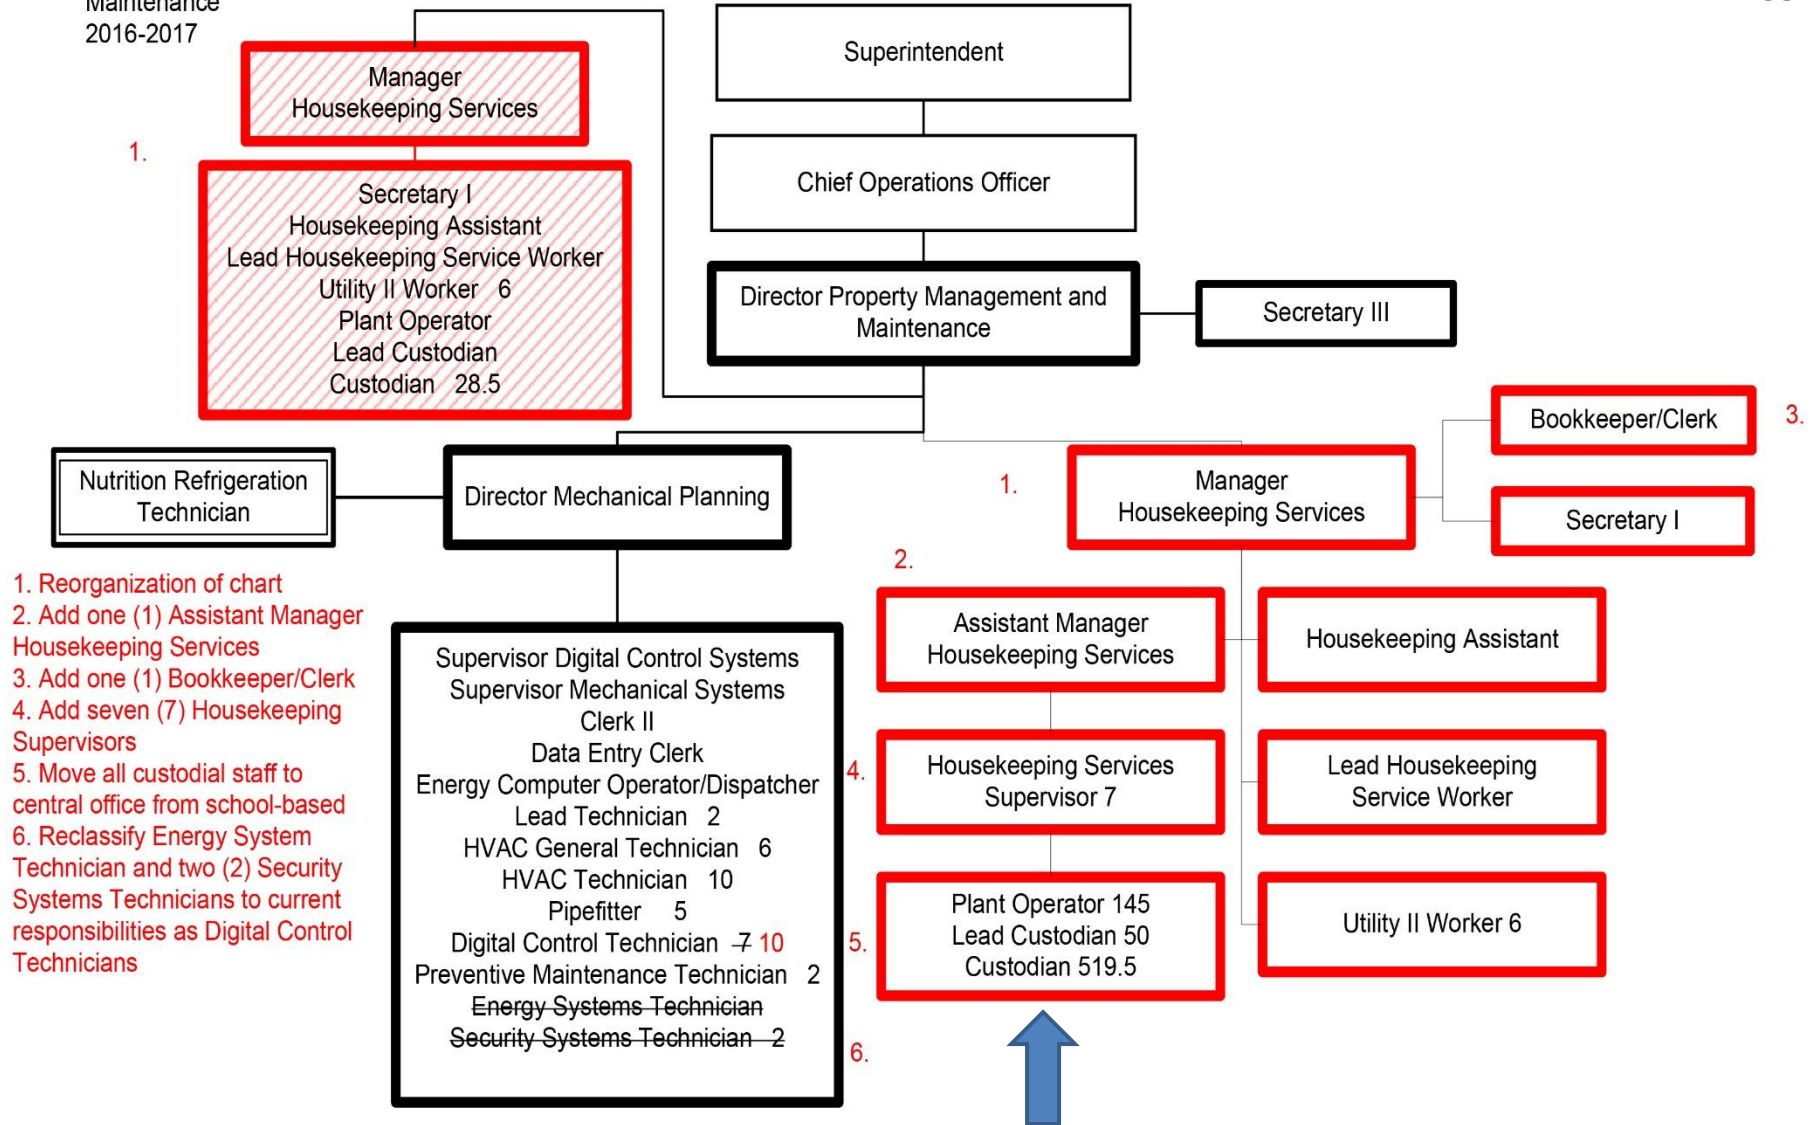 Maintenance
2016-2017
Superintendent
Manager
Housekeeping Services
1.
Secretary I
Housekeeping Assistant
Lead Housekeeping Service Worker
Utility II Worker 6
Plant Operator
Lead Custodian
Custodian 28.5
Chief Operations Officer
Director Property Management and
Maintenance
Secretary III
Bookkeeper/Clerk
3.
Secretary I
1.
Manager
Housekeeping Services
Nutrition Refrigeration
Technician
Director Mechanical Planning
1. Reorganization of chart
2. Add one (1) Assistant Manager
Housekeeping Services
3. Add one (1) Bookkeeper/Clerk
4. Add seven (7) Housekeeping
Supervisors
5. Move all custodial staff to
central office from school-based
6. Reclassify Energy System
Technician and two (2) Security
Systems Technicians to current
responsibilities as Digital Control
Technicians
Supervisor Digital Control Systems
Supervisor Mechanical Systems
Clerk II
Data Entry Clerk
Energy Computer Operator/Dispatcher
Lead Technician 2
HVAC General Technician 6
HVAC Technician 10
Pipefitter 5
Digital Control Technician 7 10
Preventive Maintenance Technician 2
Energy Systems Technician
Security Systems Technician 2
6.
2.
Assistant Manager
Housekeeping Services
Housekeeping Assistant
4.
Housekeeping Services
Supervisor 7
Lead Housekeeping
Service Worker
5.
Plant Operator 145
Lead Custodian 50
Custodian 519.5
Utility II Worker 6